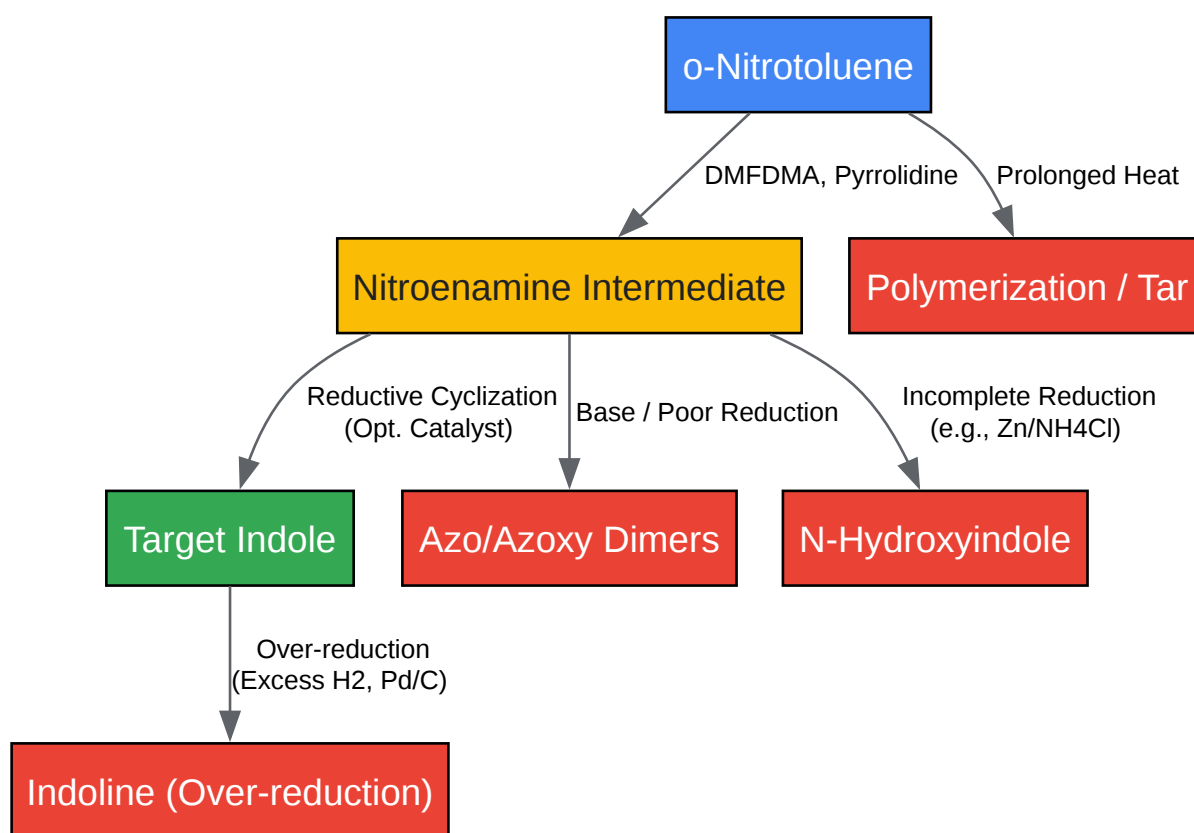 o-Nitrotoluene
DMFDMA, Pyrrolidine
Prolonged Heat
Nitroenamine Intermediate
Polymerization / Tar
Reductive Cyclization
(Opt. Catalyst)
Base / Poor Reduction
Incomplete Reduction
(e.g., Zn/NH4Cl)
Target Indole
Azo/Azoxy Dimers
N-Hydroxyindole
Over-reduction
(Excess H2, Pd/C)
Indoline (Over-reduction)